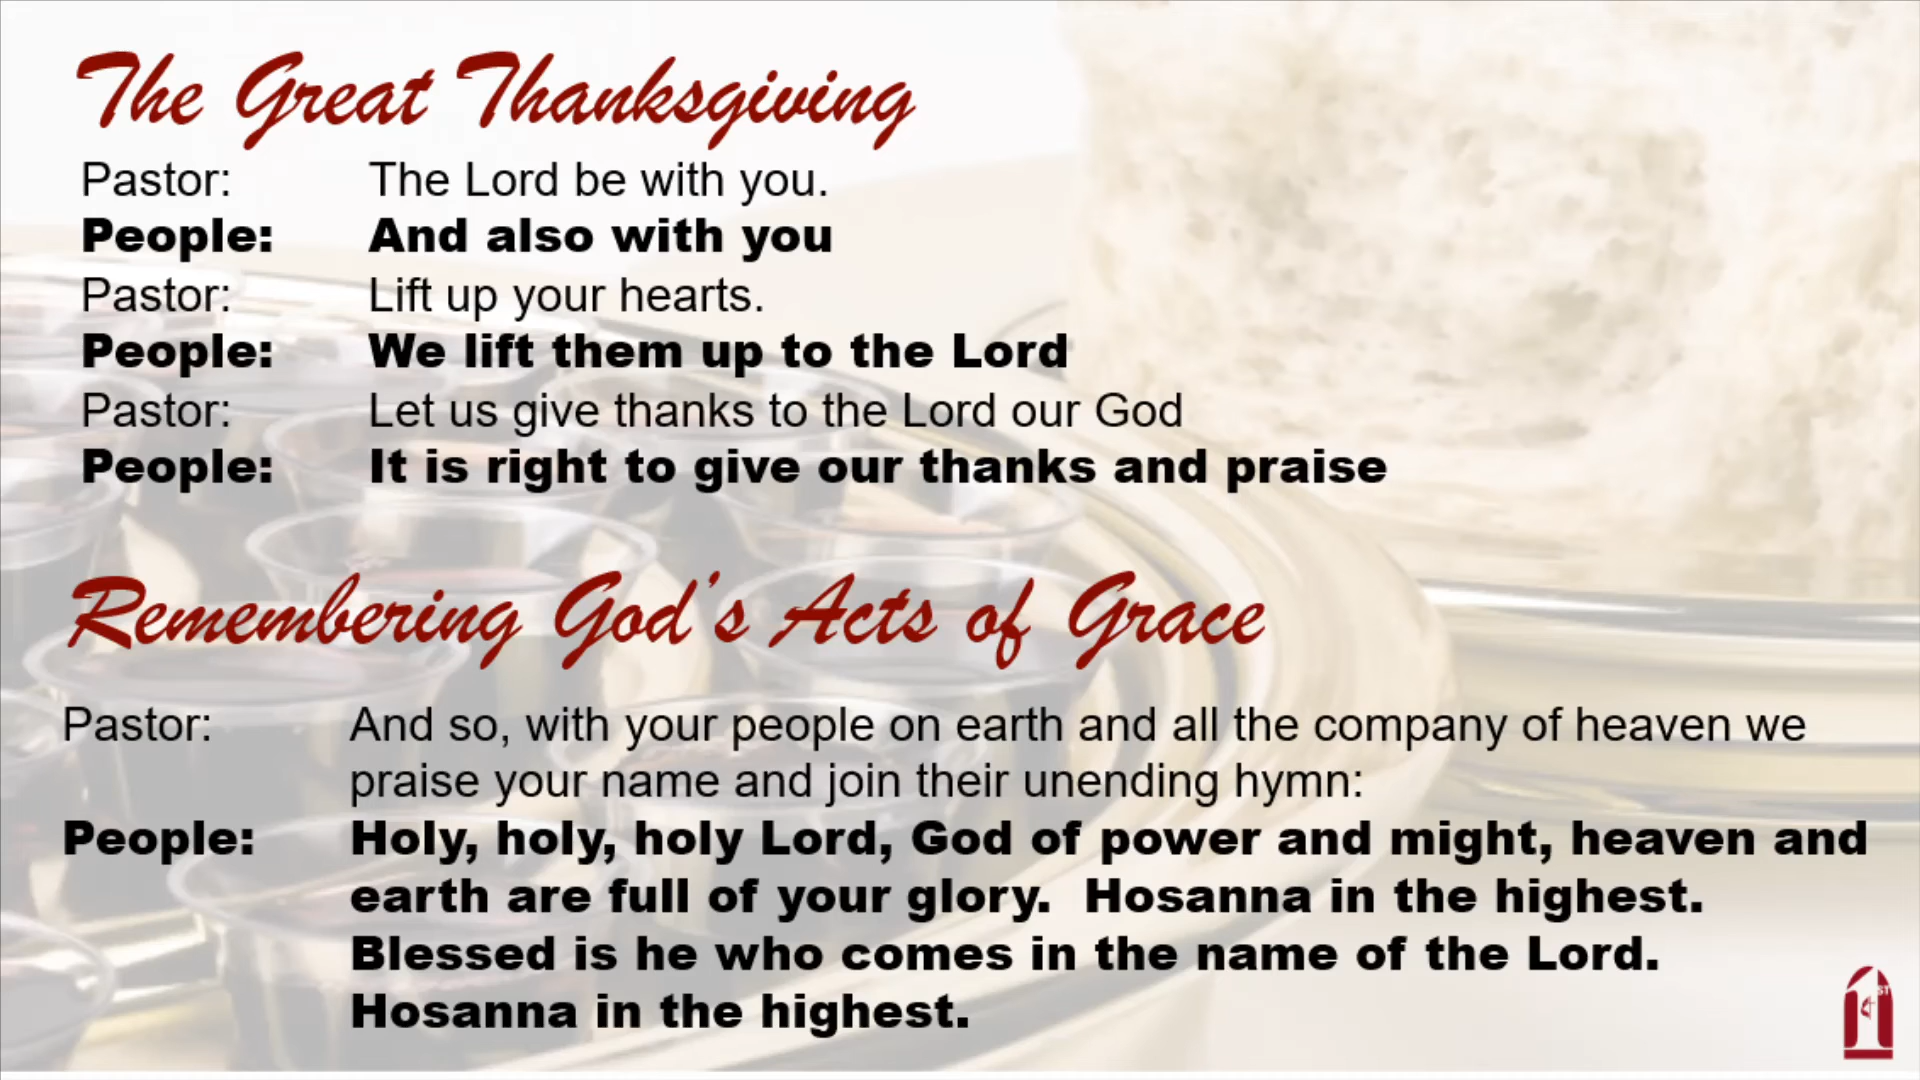 The Great Thanksgiving
Pastor: The Lord be with you.
People: And also with you
Pastor: Lift up your hearts.
People: We lift them up to the Lord
Pastor: Let us give thanks to the Lord our God
People: It is right to give our thanks and praise
Remembering God's Acts of Grace
Pastor: And so, with your people on earth and all the company of heaven we
praise your name and join their unending hymn:
People: Holy, holy, holy Lord, God of power and might, heaven and
earth are full of your glory.  Hosanna in the highest.
Blessed is he who comes in the name of the Lord.
Hosanna in the highest.
1ST